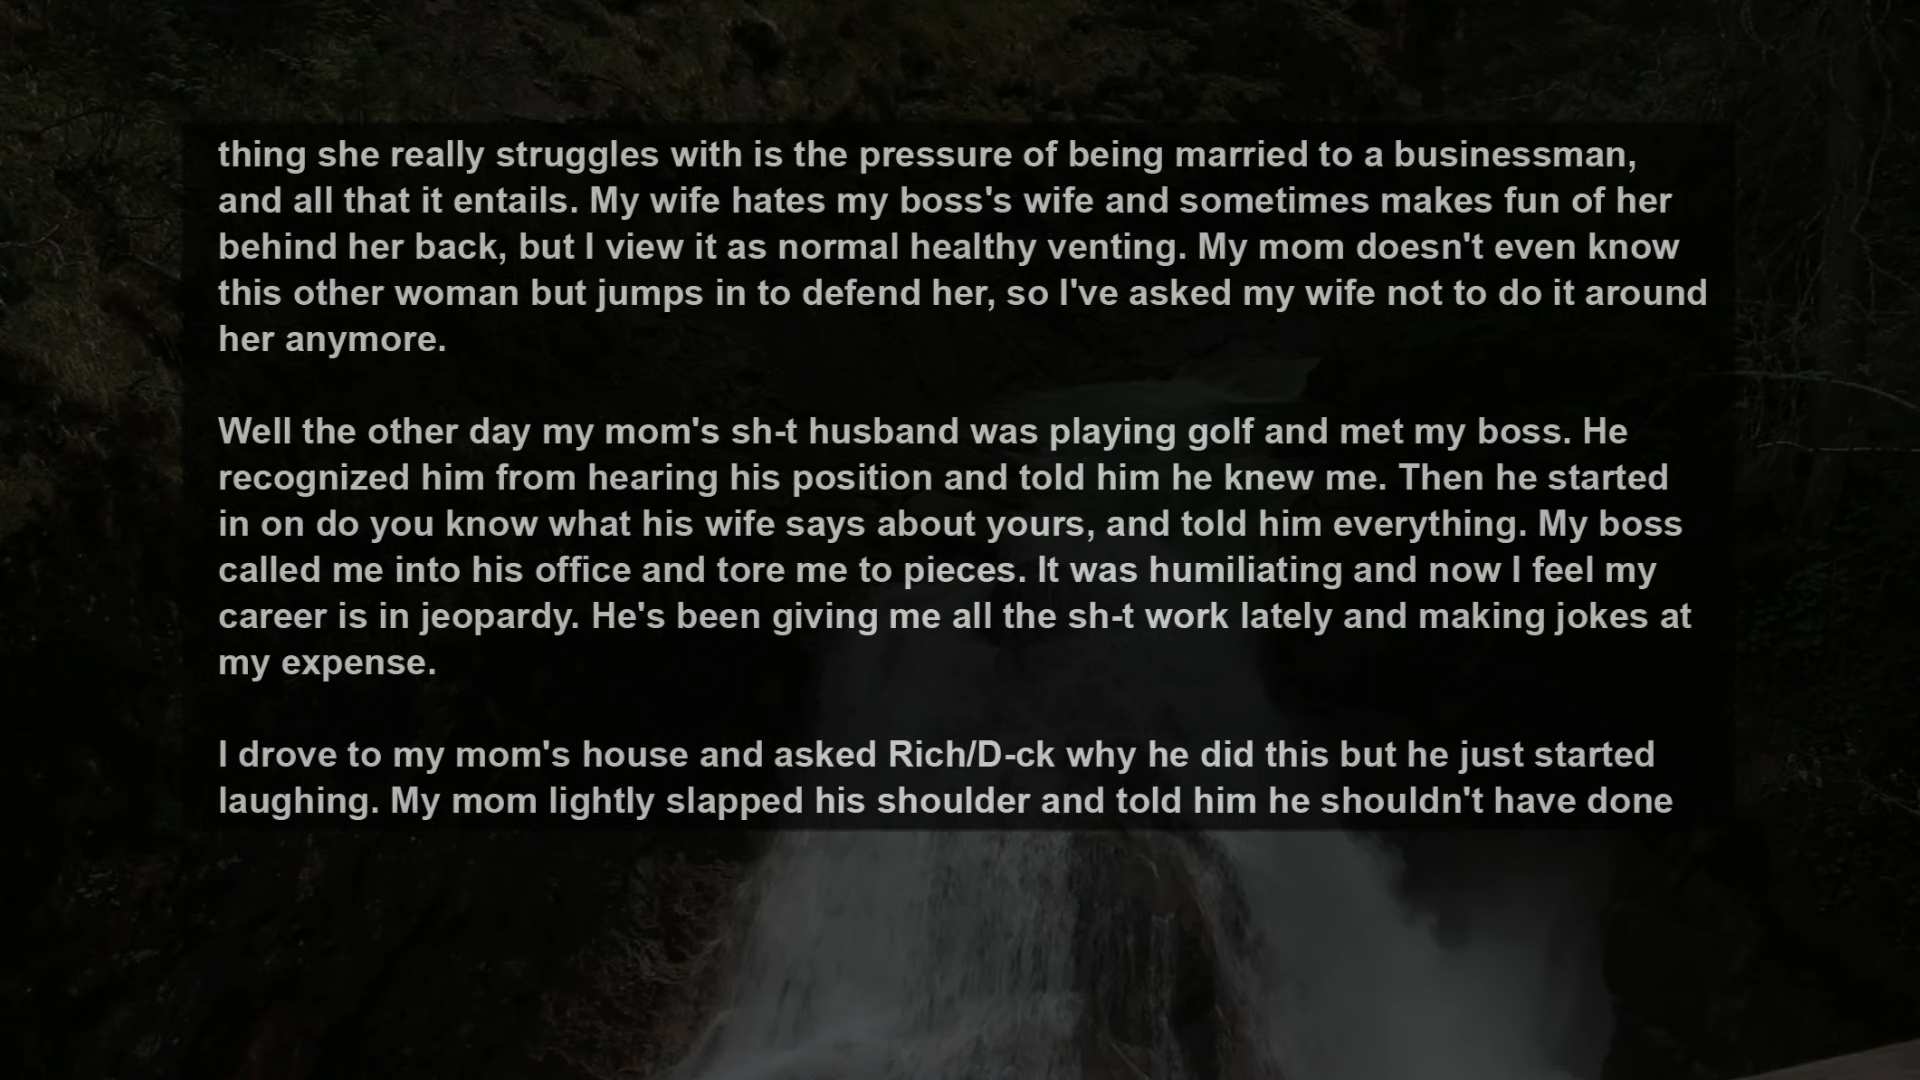 thing she really struggles with is the pressure of being married to a businessman,
and all that it entails. My wife hates my boss's wife and sometimes makes fun of her
behind her back, but I view it as normal healthy venting. My mom doesn't even know
this other woman but jumps in to defend her, so I've asked my wife not to do it around
her anymore.
Well the other day my mom's sh-t husband was playing golf and met my boss. He
recognized him from hearing his position and told him he knew me. Then he started
in on do you know what his wife says about yours, and told him everything. My boss
called me into his office and tore me to pieces. It was humiliating and now I feel my
career is in jeopardy. He's been giving me all the sh-t work lately and making jokes at
my expense.
I drove to my mom's house and asked Rich/D-ck why he did this but he just started
laughing. My mom lightly slapped his shoulder and told him he shouldn't have done